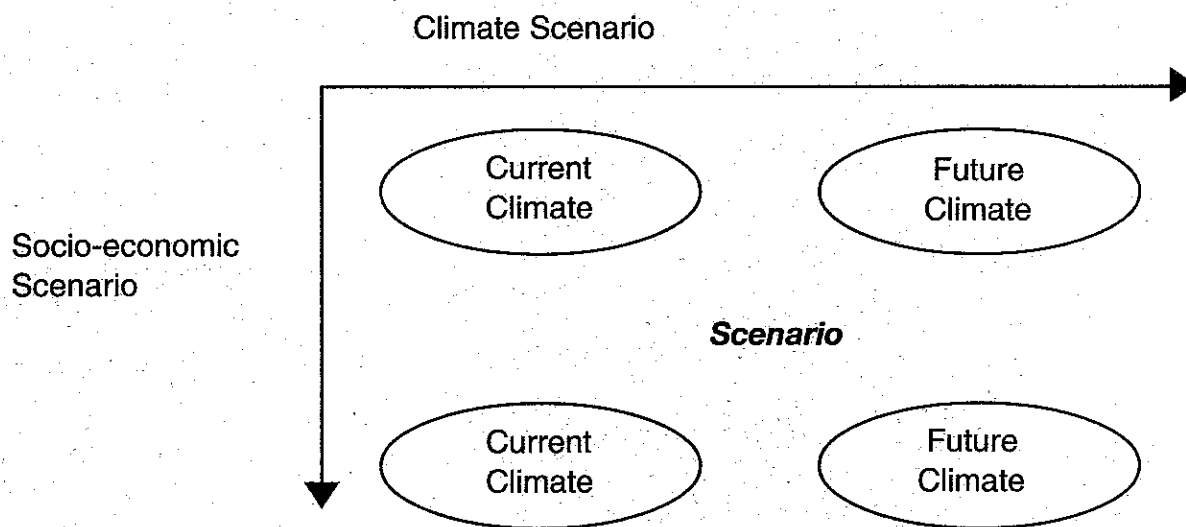 Climate Scenario
Current
Climate
Future
Climate
Socio-economic
Scenario
Scenario
Current
Climate
Future
Climate